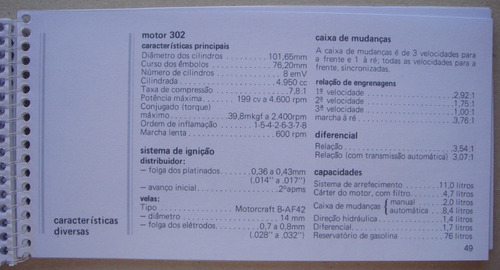 motor 302
características principais
Diâmetro dos cilindros ............ 101,65mm
Curso dos êmbolos ............ 76,20mm
Número de cilindros ............ 8 em V
Cilindrada ............ 4.950 cc
Taxa de compressão ............ 7,8:1
Potência máxima ........ 199 cv a 4.600 rpm
Conjugado (torque)
máximo ........ 39,8mkgf a 2.400rpm
Ordem de inflamação .... 1-5-4-2-6-3-7-8
Marcha lenta ............ 600 rpm
sistema de ignição
distribuidor:
– folga dos platinados ...... 0,36 a 0,43mm
(.014" a .017")
– avanço inicial ............ 2°apms
velas:
Tipo ............ Motorcraft B-AF42
– diâmetro ............ 14 mm
– folga dos elétrodos ...... 0,7 a 0,8mm
(.028" a .032")
características
diversas
caixa de mudanças
A caixa de mudanças é de 3 velocidades para
a frente e 1 à ré; todas as velocidades para a
frente, sincronizadas.
relação de engrenagens
1ª velocidade ............ 2,92:1
2ª velocidade ............ 1,75:1
3ª velocidade ............ 1,00:1
marcha à ré ............ 3,76:1
diferencial
Relação ............ 3,54:1
Relação (com transmissão automática) 3,07:1
capacidades
Sistema de arrefecimento ...... 11,0 litros
Cárter do motor, com filtro ...... 4,7 litros
Caixa de mudanças { manual ...... 2,0 litros
automática .. 8,4 litros
Direção hidráulica ............ 1,4 litros
Diferencial ............ 1,7 litros
Reservatório de gasolina ...... 76 litros
49